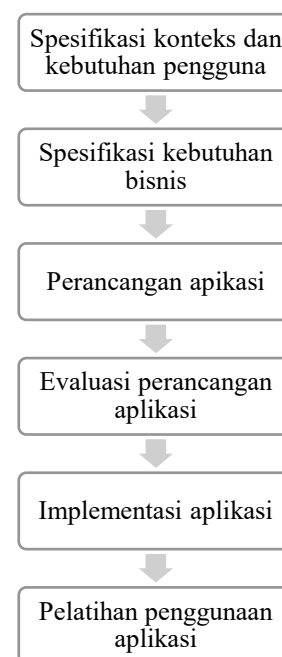 Spesifikasi konteks dan
kebutuhan pengguna
Spesifikasi kebutuhan
bisnis
Perancangan apikasi
Evaluasi perancangan
aplikasi
Implementasi aplikasi
Pelatihan penggunaan
aplikasi